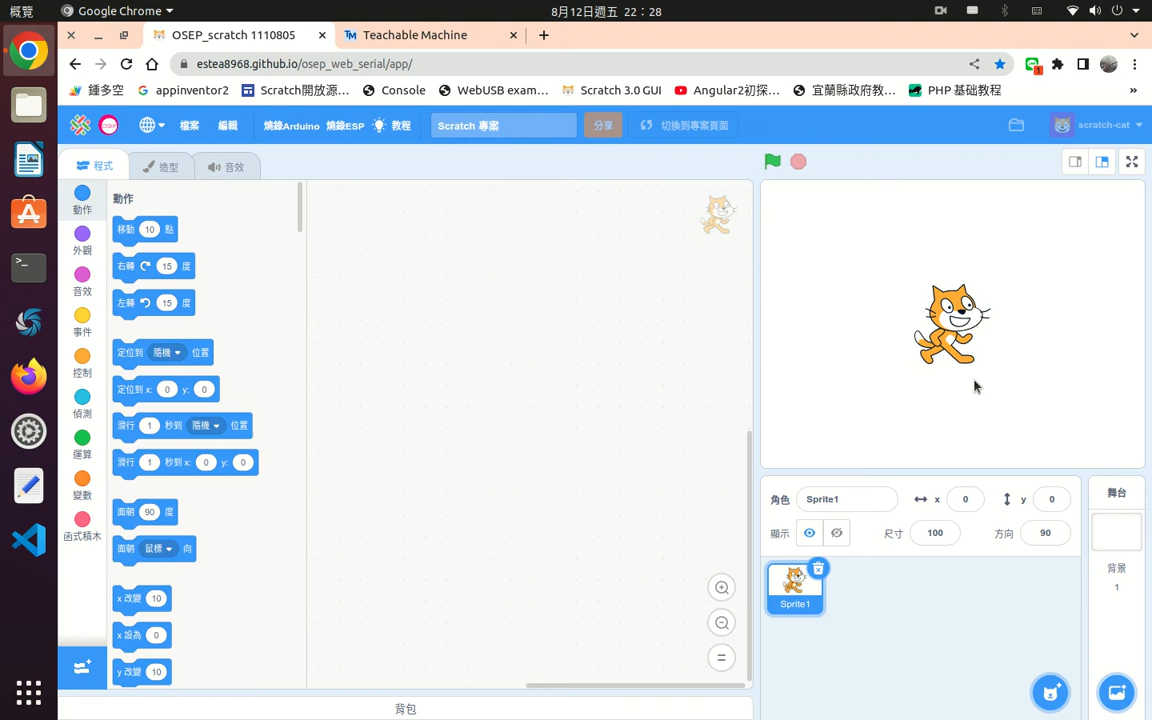 概覽
Google Chrome
8月12日週五 22：28
OSEP_scratch 1110805
Teachable Machine
estea8968.github.io/osep_web_serial/app/
1
鍾多空
appinventor2
Scratch開放源…
Console
WebUSB exam…
Scratch 3.0 GUI
Angular2初探…
宜蘭縣政府教…
PHP 基础教程
»
OSEP
檔案
編輯
燒錄Arduino
燒錄ESP
教程
Scratch 專案
分享
切換到專案頁面
scratch-cat
程式
造型
音效
動作
外觀
音效
事件
控制
偵測
運算
變數
函式積木
動作
移動 10 點
右轉 15 度
左轉 15 度
定位到 隨機 位置
定位到 x: 0 y: 0
滑行 1 秒到 隨機 位置
滑行 1 秒到 x: 0 y: 0
面朝 90 度
面朝 鼠標 向
x 改變 10
x 設為 0
y 改變 10
背包
角色 Sprite1 x 0 y 0
顯示 尺寸 100 方向 90
Sprite1
舞台
背景
1